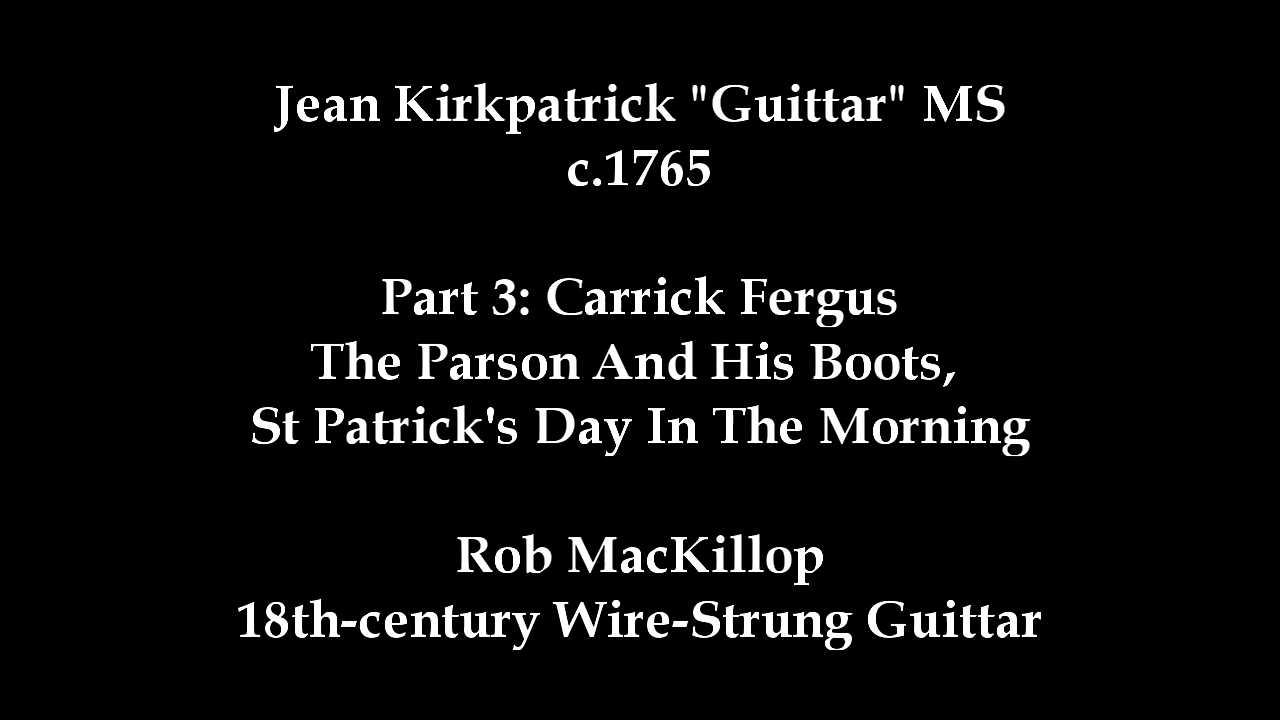 Jean Kirkpatrick "Guittar" MS
c.1765
Part 3: Carrick Fergus
The Parson And His Boots,
St Patrick's Day In The Morning
Rob MacKillop
18th-century Wire-Strung Guittar